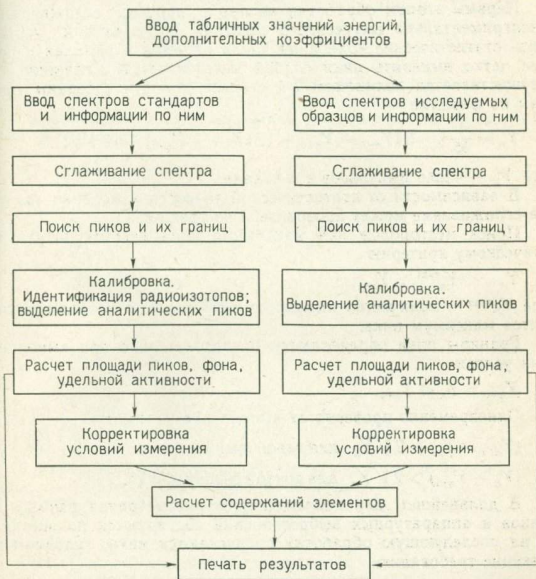 Ввод табличных значений энергий,
дополнительных коэффициентов
Ввод спектров стандартов
и информации по ним
Ввод спектров исследуемых
образцов и информации по ним
Сглаживание спектра
Сглаживание спектра
Поиск пиков и их границ
Поиск пиков и их границ
Калибровка.
Идентификация радиоизотопов;
выделение аналитических пиков
Калибровка.
Выделение аналитических пиков
Расчет площади пиков, фона,
удельной активности
Расчет площади пиков, фона,
удельной активности
Корректировка
условий измерения
Корректировка
условий измерения
Расчет содержаний элементов
Печать результатов